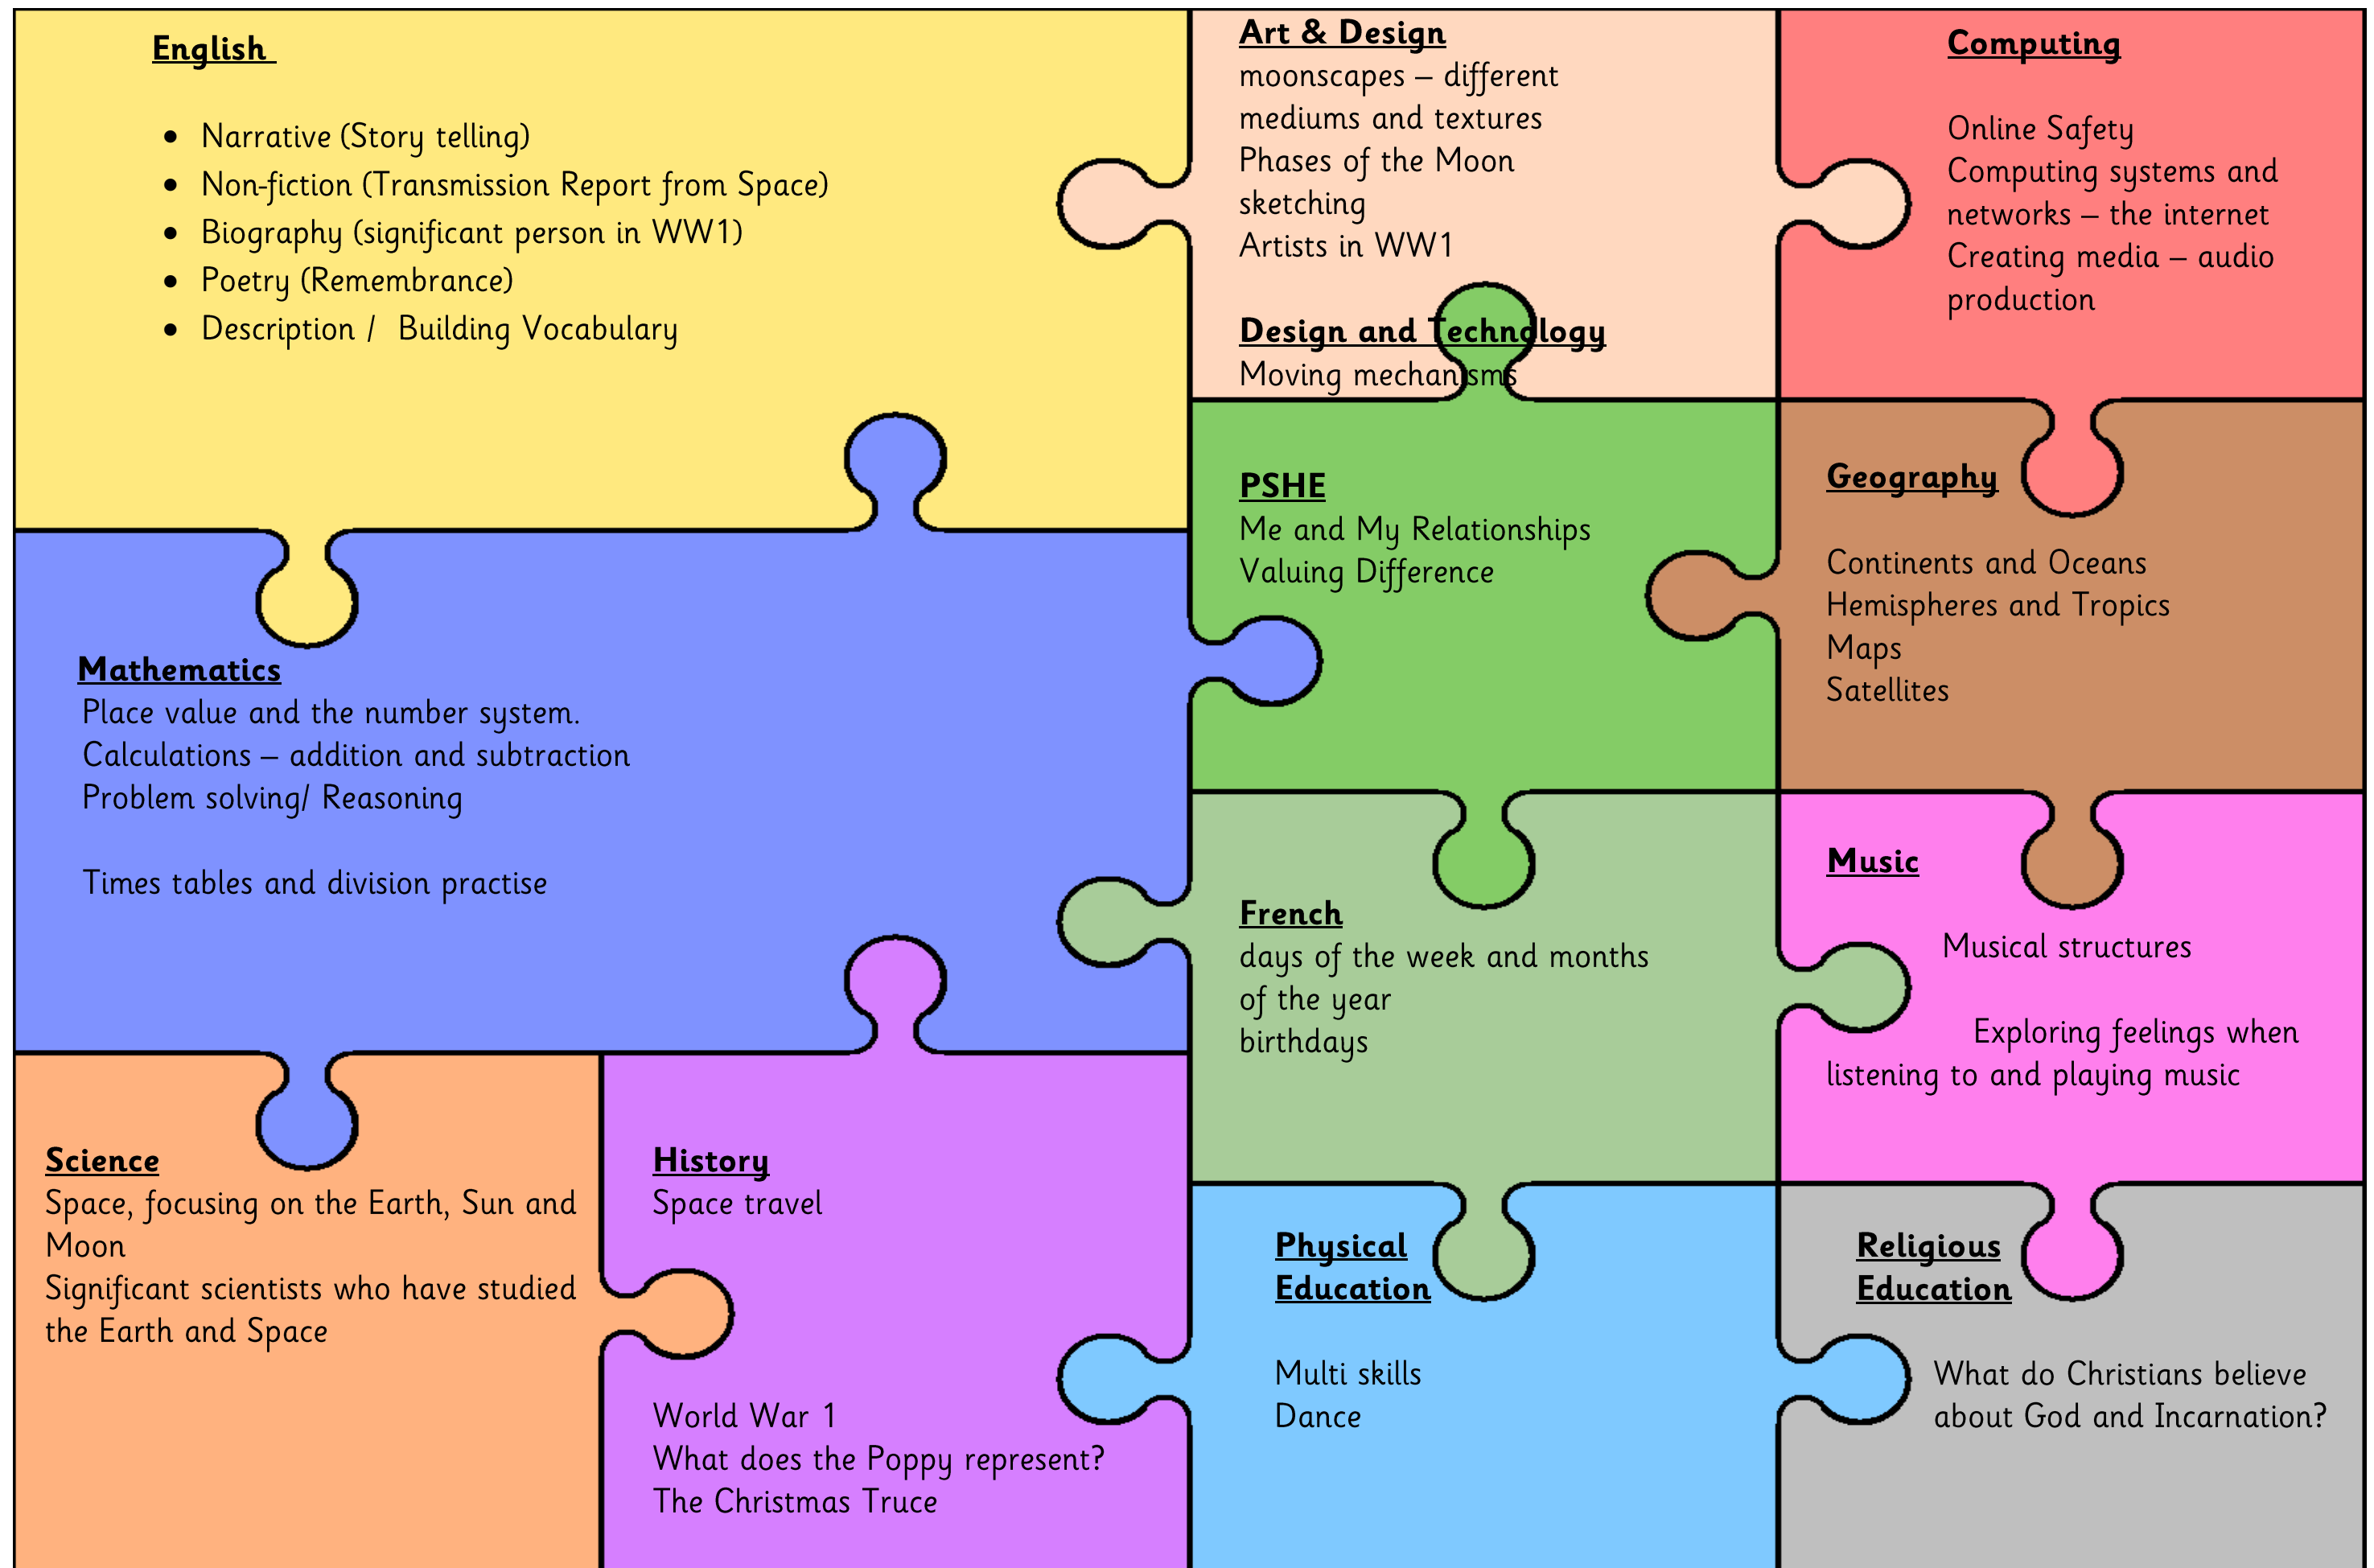 English
• Narrative (Story telling)
• Non-fiction (Transmission Report from Space)
• Biography (significant person in WW1)
• Poetry (Remembrance)
• Description /  Building Vocabulary
Art & Design
moonscapes – different
mediums and textures
Phases of the Moon
sketching
Artists in WW1
Design and Technology
Moving mechanisms
Computing
Online Safety
Computing systems and
networks – the internet
Creating media – audio
production
Mathematics
Place value and the number system.
Calculations – addition and subtraction
Problem solving/ Reasoning
Times tables and division practise
PSHE
Me and My Relationships
Valuing Difference
Geography
Continents and Oceans
Hemispheres and Tropics
Maps
Satellites
French
days of the week and months
of the year
birthdays
Music
Musical structures
Exploring feelings when
listening to and playing music
Science
Space, focusing on the Earth, Sun and
Moon
Significant scientists who have studied
the Earth and Space
History
Space travel
World War 1
What does the Poppy represent?
The Christmas Truce
Physical
Education
Multi skills
Dance
Religious
Education
What do Christians believe
about God and Incarnation?